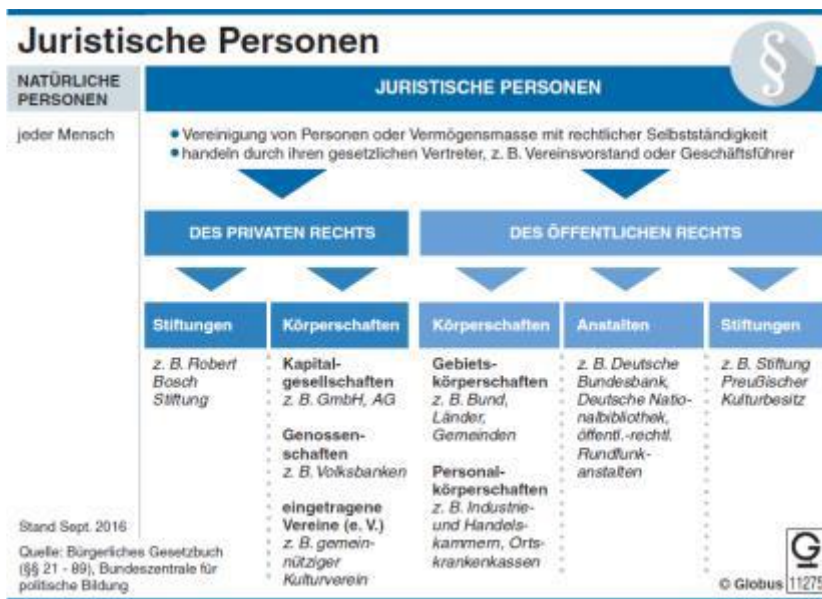 Juristische Personen
§
NATÜRLICHE
PERSONEN
jeder Mensch
JURISTISCHE PERSONEN
• Vereinigung von Personen oder Vermögensmasse mit rechtlicher Selbstständigkeit
• handeln durch ihren gesetzlichen Vertreter, z. B. Vereinsvorstand oder Geschäftsführer
DES PRIVATEN RECHTS
DES ÖFFENTLICHEN RECHTS
Stiftungen
z. B. Robert
Bosch
Stiftung
Körperschaften
Kapital-
gesellschaften
z. B. GmbH, AG
Genossen-
schaften
z. B. Volksbanken
eingetragene
Vereine (e. V.)
z. B. gemein-
nütziger
Kulturverein
Körperschaften
Gebiets-
körperschaften
z. B. Bund,
Länder,
Gemeinden
Personal-
körperschaften
z. B. Industrie-
und Handels-
kammern, Orts-
krankenkassen
Anstalten
z. B. Deutsche
Bundesbank,
Deutsche Natio-
nalbibliothek,
öffentl.-rechtl.
Rundfunk-
anstalten
Stiftungen
z. B. Stiftung
Preußischer
Kulturbesitz
Stand Sept. 2016
Quelle: Bürgerliches Gesetzbuch
(§§ 21 - 89), Bundeszentrale für
politische Bildung
© Globus
G
11275